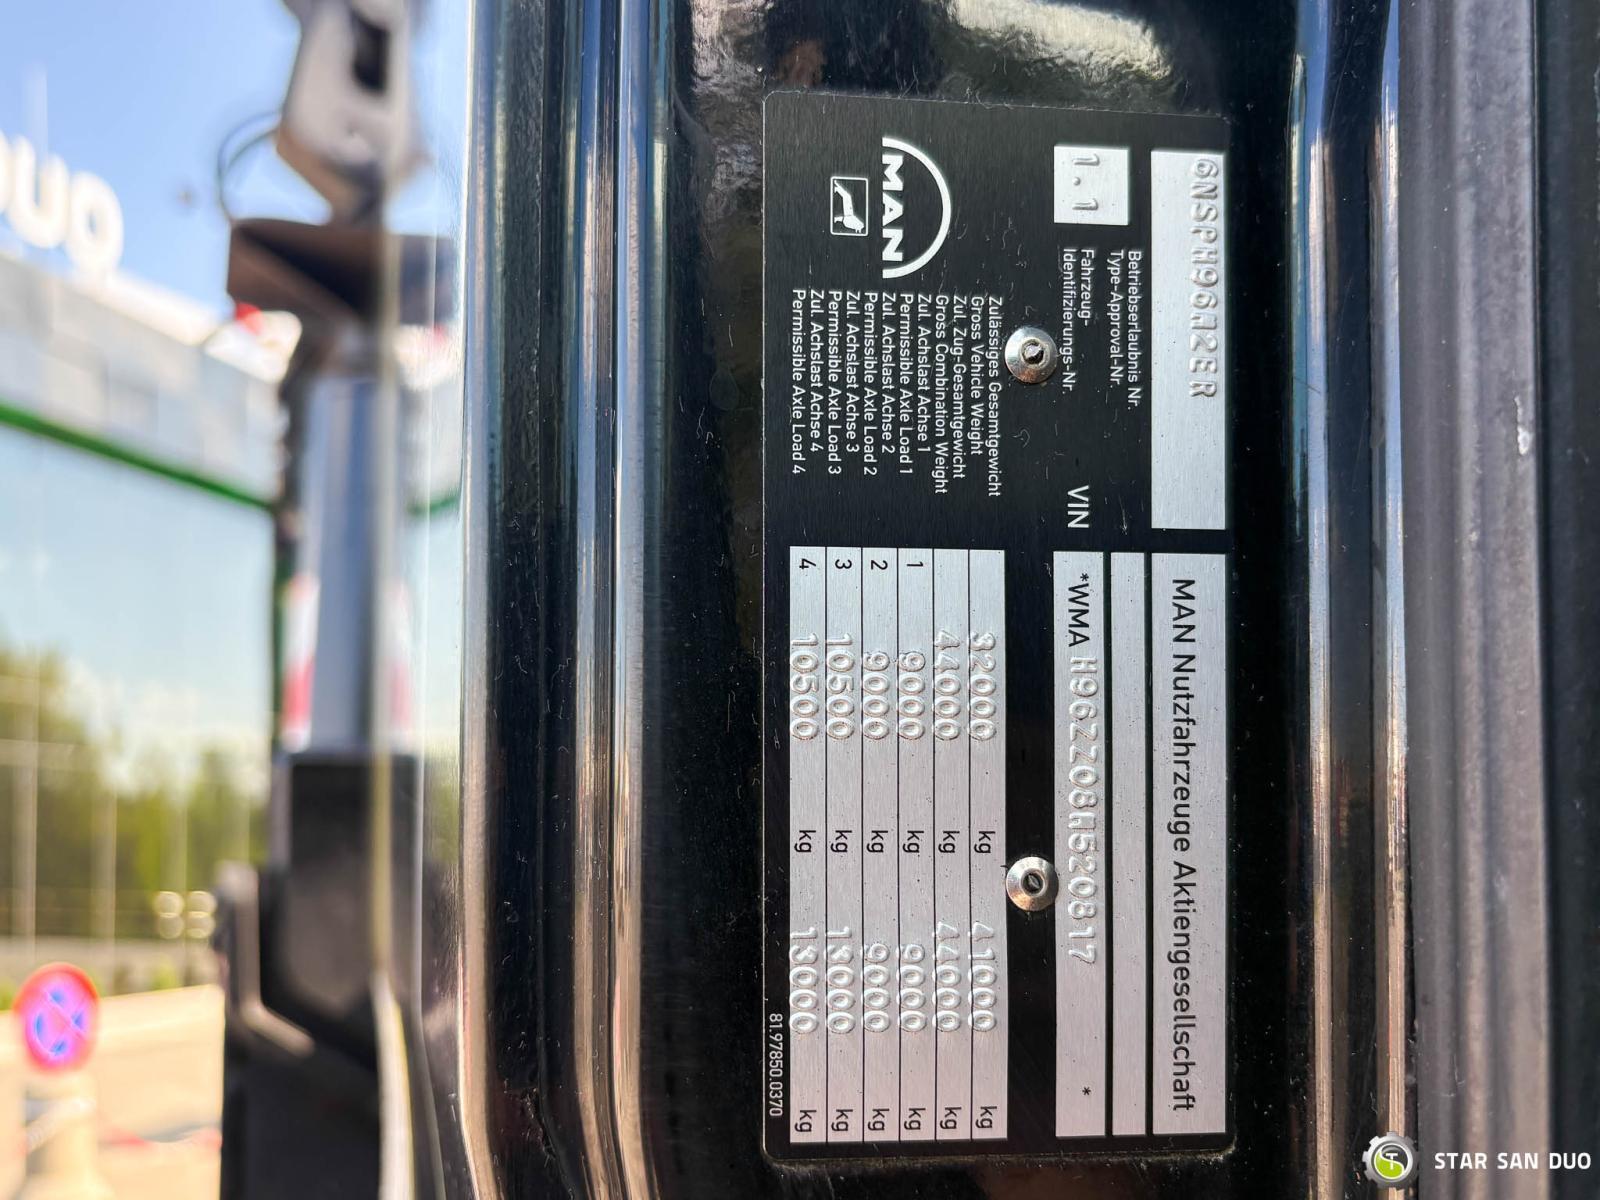 6NSPH96M2ER
MAN Nutzfahrzeuge Aktiengesellschaft
1.1
Betriebserlaubnis Nr.
Type-Approval-Nr.
Fahrzeug-
Identifizierungs-Nr.
VIN
*WMA H96ZZ08M520817 *
MAN
Zulässiges Gesamtgewicht
Gross Vehicle Weight
32000 kg 41000 kg
Zul. Zug-Gesamtgewicht
Gross Combination Weight
44000 kg 44000 kg
Zul. Achslast Achse 1
Permissible Axle Load 1
1 9000 kg 9000 kg
Zul. Achslast Achse 2
Permissible Axle Load 2
2 9000 kg 9000 kg
Zul. Achslast Achse 3
Permissible Axle Load 3
3 10500 kg 13000 kg
Zul. Achslast Achse 4
Permissible Axle Load 4
4 10500 kg 13000 kg
81.97850.0370
STAR SAN DUO